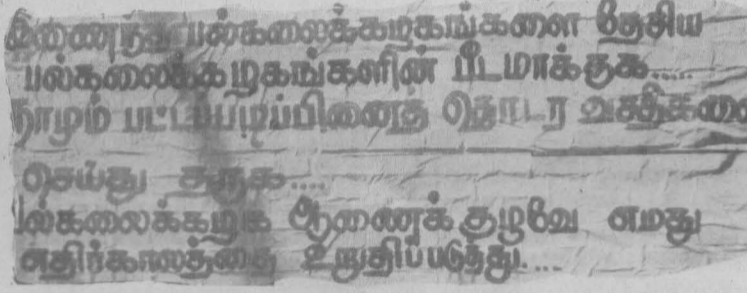 இணைந்த பல்கலைக்கழகங்களை தேசிய
பல்கலைக்கழகங்களின் பீடமாக்குக.....
நாமும் பட்டப்படிப்பினைத் தொடர வசதிகளை
செய்து தருக....
பல்கலைக்கழக ஆணைக்குழுவே எமது
எதிர்காலத்தை உறுதிப்படுத்து....